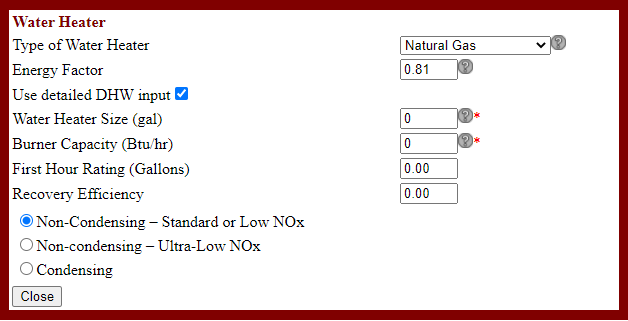 Water Heater
Type of Water Heater Natural Gas ?
Energy Factor 0.81 ?
Use detailed DHW input
Water Heater Size (gal) 0 ?*
Burner Capacity (Btu/hr) 0 ?*
First Hour Rating (Gallons) 0.00
Recovery Efficiency 0.00
Non-Condensing – Standard or Low NOx
Non-condensing – Ultra-Low NOx
Condensing
Close